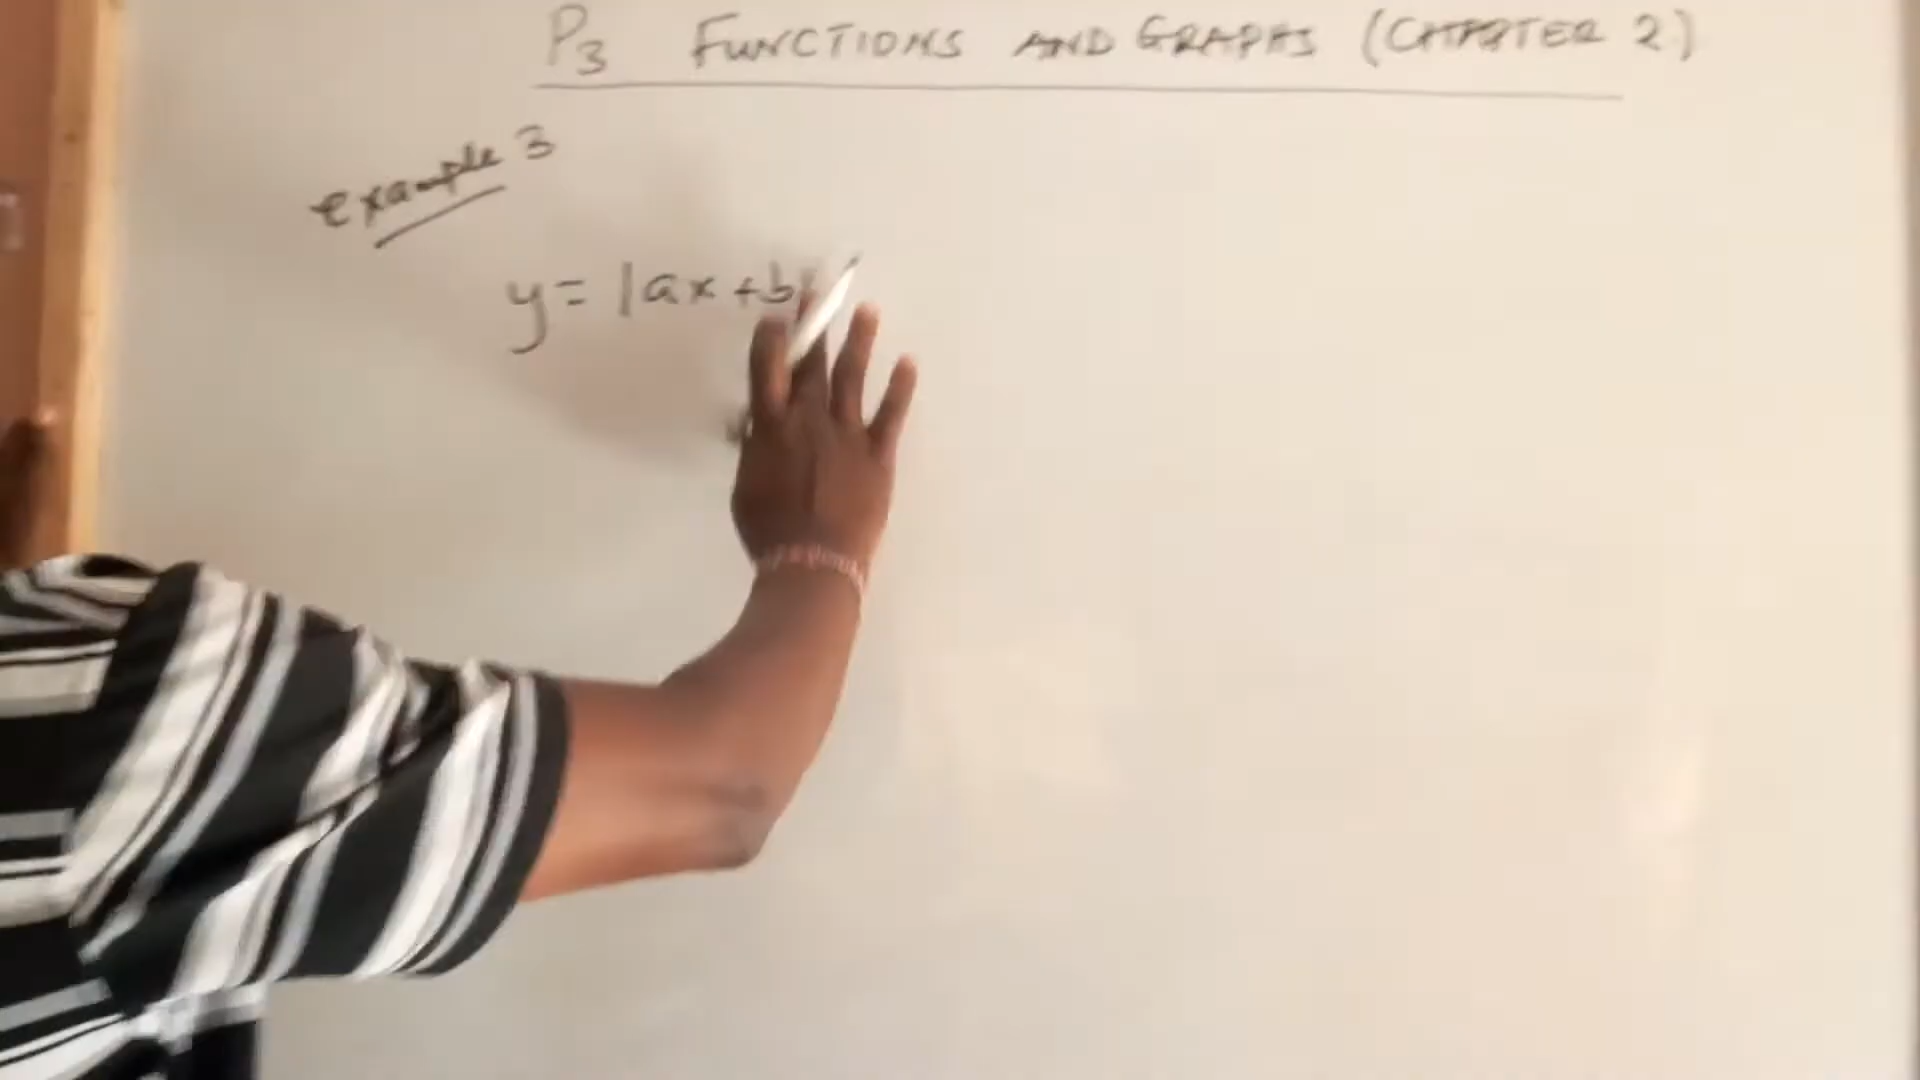 P3 FUNCTIONS AND GRAPHS (CHAPTER 2)
example 3
y = |ax + b|